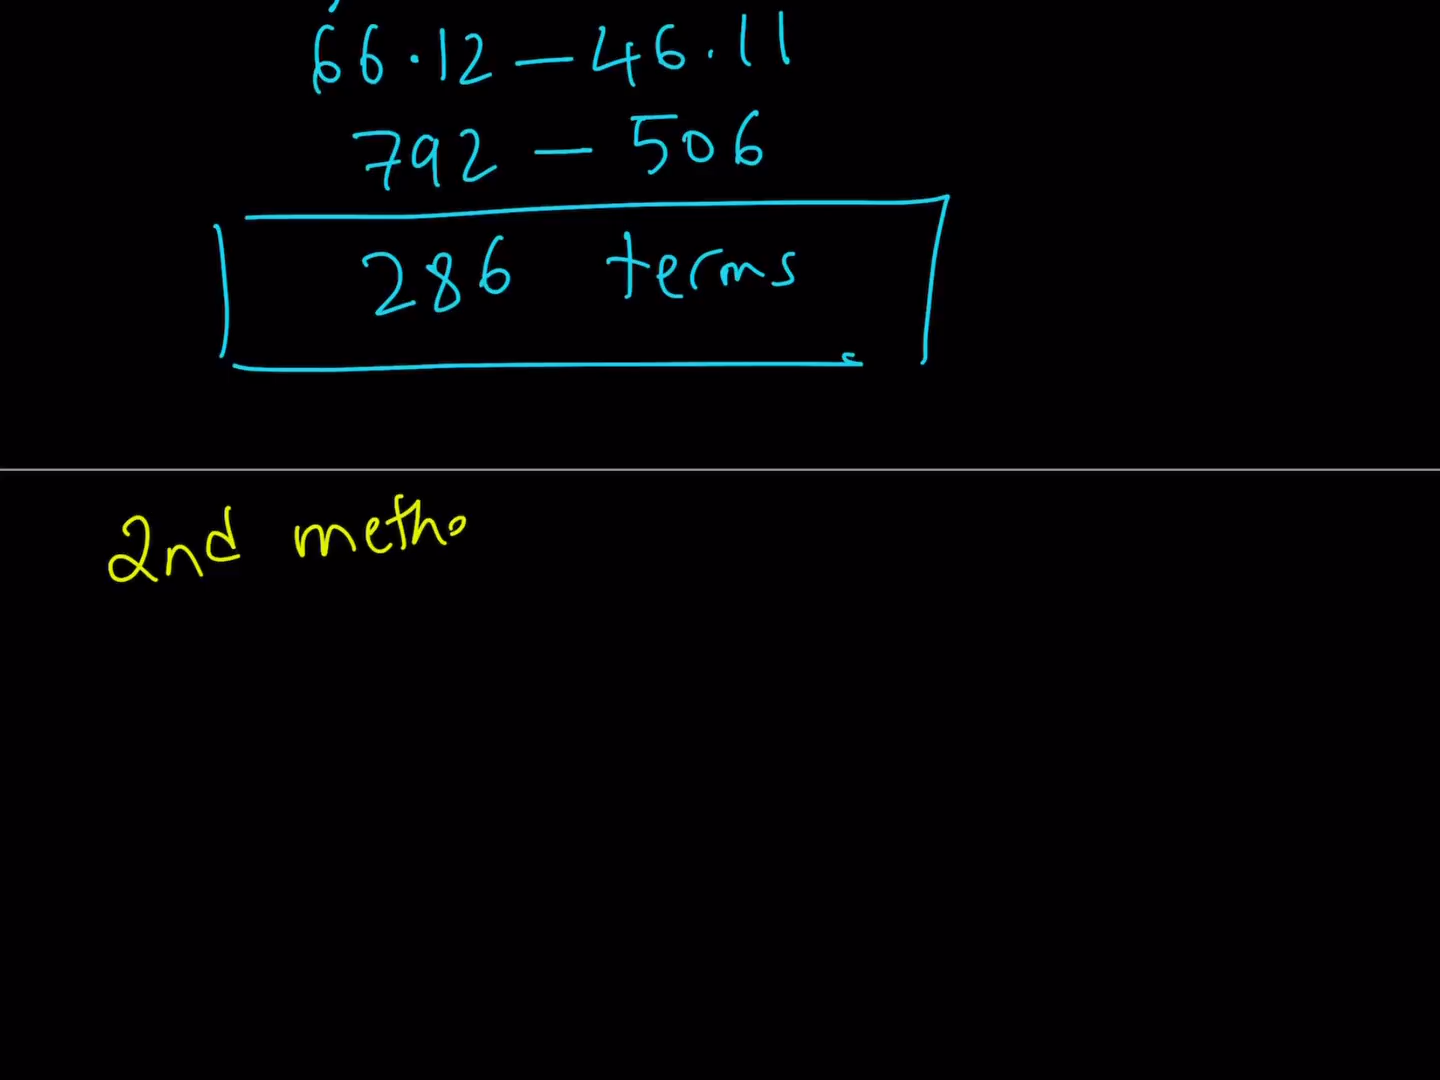 66·12 – 46·11
792 – 506
286 terms
2nd metho